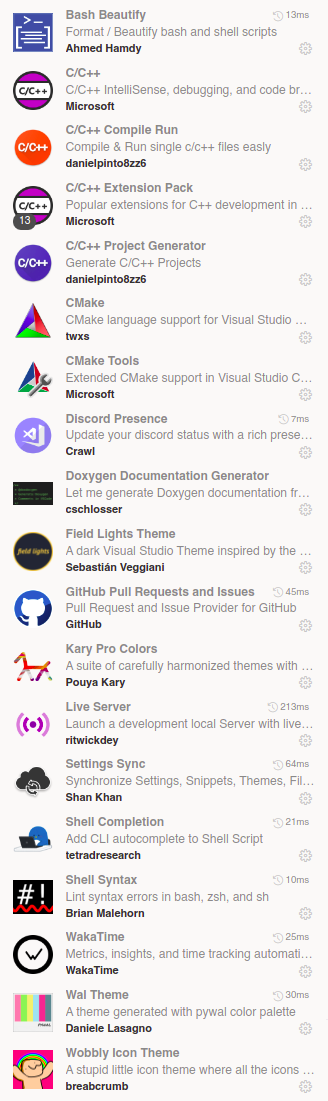 Bash Beautify 13ms
Format / Beautify bash and shell scripts
Ahmed Hamdy
C/C++
C/C++
C/C++ IntelliSense, debugging, and code br...
Microsoft
C/C++
C/C++ Compile Run
Compile & Run single c/c++ files easily
danielpinto8zz6
C/C++
C/C++ Extension Pack
Popular extensions for C++ development in ...
13
Microsoft
C/C++
C/C++ Project Generator
Generate C/C++ Projects
danielpinto8zz6
CMake
CMake language support for Visual Studio ...
twxs
CMake Tools
Extended CMake support in Visual Studio C...
Microsoft
Discord Presence 7ms
Update your discord status with a rich prese...
Crawl
Doxygen Documentation Generator
Let me generate Doxygen documentation fr...
cschlosser
Field Lights Theme
field lights
A dark Visual Studio Theme inspired by the ...
Sebastián Veggiani
GitHub Pull Requests and Issues 45ms
Pull Request and Issue Provider for GitHub
GitHub
Kary Pro Colors
A suite of carefully harmonized themes with ...
Pouya Kary
Live Server 213ms
Launch a development local Server with live...
ritwickdey
Settings Sync 64ms
Synchronize Settings, Snippets, Themes, Fil...
Shan Khan
Shell Completion 21ms
Add CLI autocomplete to Shell Script
tetradresearch
Shell Syntax 10ms
#!
Lint syntax errors in bash, zsh, and sh
Brian Malehorn
WakaTime 25ms
Metrics, insights, and time tracking automati...
WakaTime
Wal Theme 30ms
A theme generated with pywal color palette
PYWAL
Daniele Lasagno
Wobbly Icon Theme
A stupid little icon theme where all the icons ...
breabcrumb